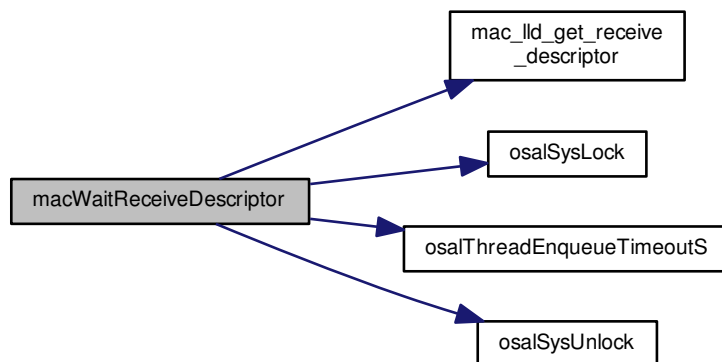 mac_lld_get_receive
_descriptor
osalSysLock
macWaitReceiveDescriptor
osalThreadEnqueueTimeoutS
osalSysUnlock